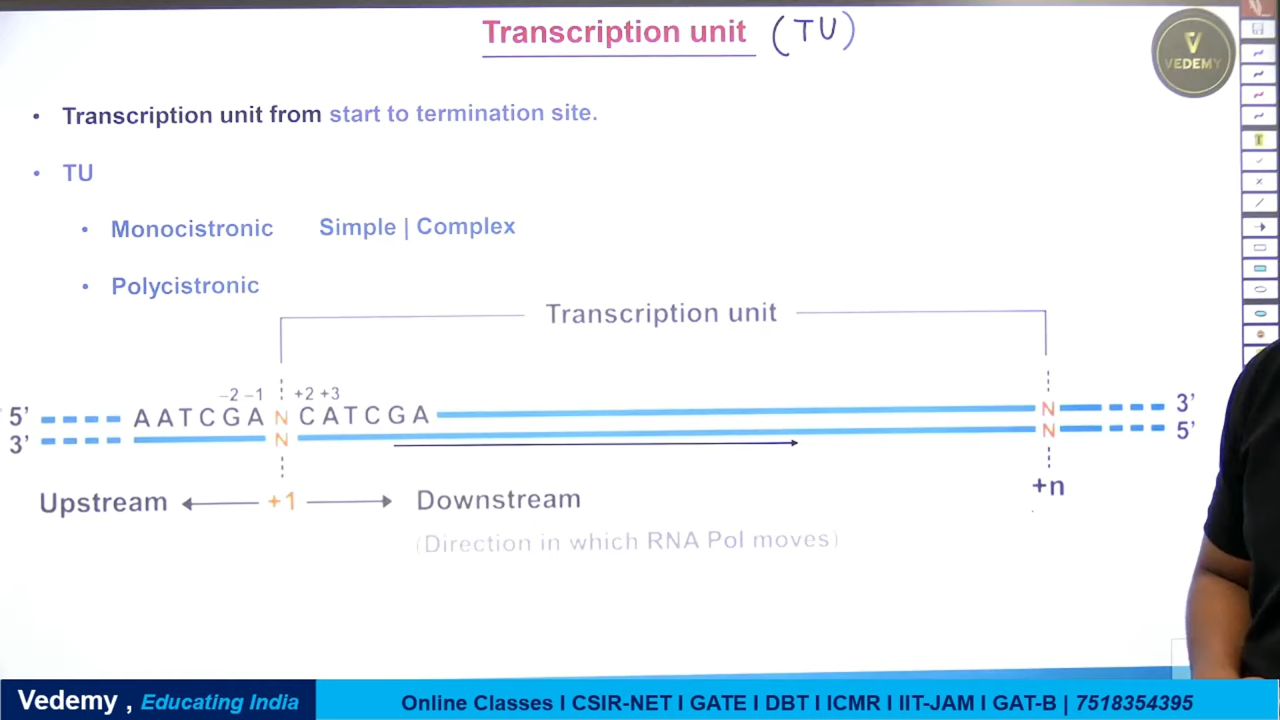 Transcription unit (TU)
V
VEDEMY
• Transcription unit from start to termination site.
• TU
• Monocistronic Simple | Complex
• Polycistronic
Transcription unit
–2 –1 +2 +3
5’ A A T C G A N C A T C G A N 3’
3’ N N 5’
Upstream +1 Downstream +n
(Direction in which RNA Pol moves)
Vedemy , Educating India
Online Classes I CSIR-NET I GATE I DBT I ICMR I IIT-JAM I GAT-B | 7518354395